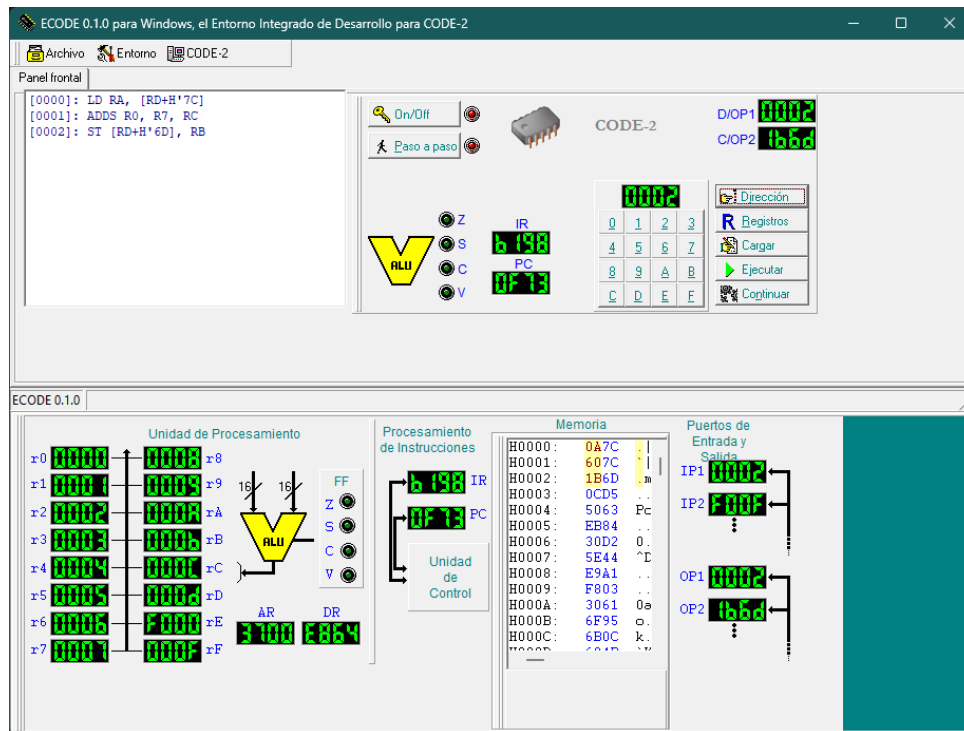 ECODE 0.1.0 para Windows, el Entorno Integrado de Desarrollo para CODE-2
Archivo Entorno CODE-2
Panel frontal
[0000]: LD RA, [RD+H'7C]
[0001]: ADDS R0, R7, RC
[0002]: ST [RD+H'6D], RB
On/Off
Paso a paso
CODE-2
D/OP1 0002
C/OP2 1b6d
0002
Dirección
0 1 2 3
Registros
4 5 6 7
Cargar
8 9 A B
Ejecutar
C D E F
Continuar
Z
S
C
V
ALU
IR
b198
PC
0F73
ECODE 0.1.0
Unidad de Procesamiento
r0 0000 0008 r8
r1 0001 0009 r9
r2 0002 000A rA
r3 0003 000b rB
r4 0004 000C rC
r5 0005 000d rD
r6 0006 F000 rE
r7 0007 000F rF
16 16
ALU
FF
Z
S
C
V
AR DR
3700 E864
Procesamiento
de Instrucciones
b198 IR
0F73 PC
Unidad
de
Control
Memoria
H0000: 0A7C .|
H0001: 607C `|
H0002: 1B6D .m
H0003: 0CD5 ..
H0004: 5063 Pc
H0005: EB84 ..
H0006: 30D2 0.
H0007: 5E44 ^D
H0008: E9A1 ..
H0009: F803 ..
H000A: 3061 0a
H000B: 6F95 o.
H000C: 6B0C k.
Puertos de
Entrada y
Salida
IP1 0002
IP2 F00F
OP1 0002
OP2 1b6d